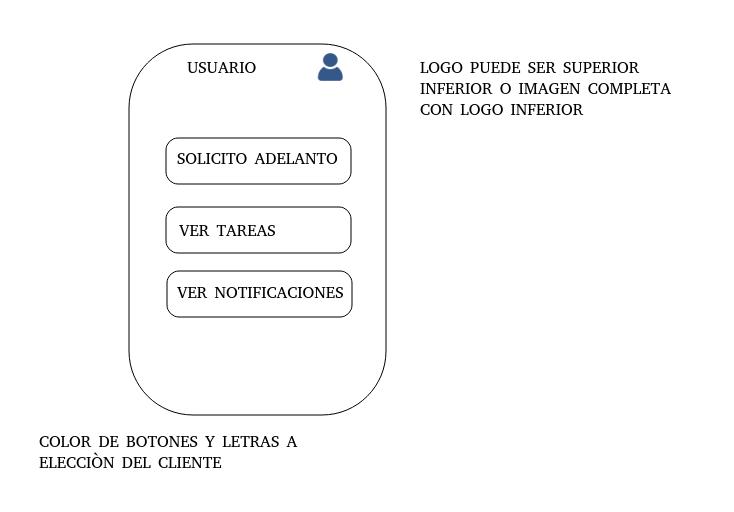 USUARIO
LOGO PUEDE SER SUPERIOR
INFERIOR O IMAGEN COMPLETA
CON LOGO INFERIOR
SOLICITO ADELANTO
VER TAREAS
VER NOTIFICACIONES
COLOR DE BOTONES Y LETRAS A
ELECCIÒN DEL CLIENTE